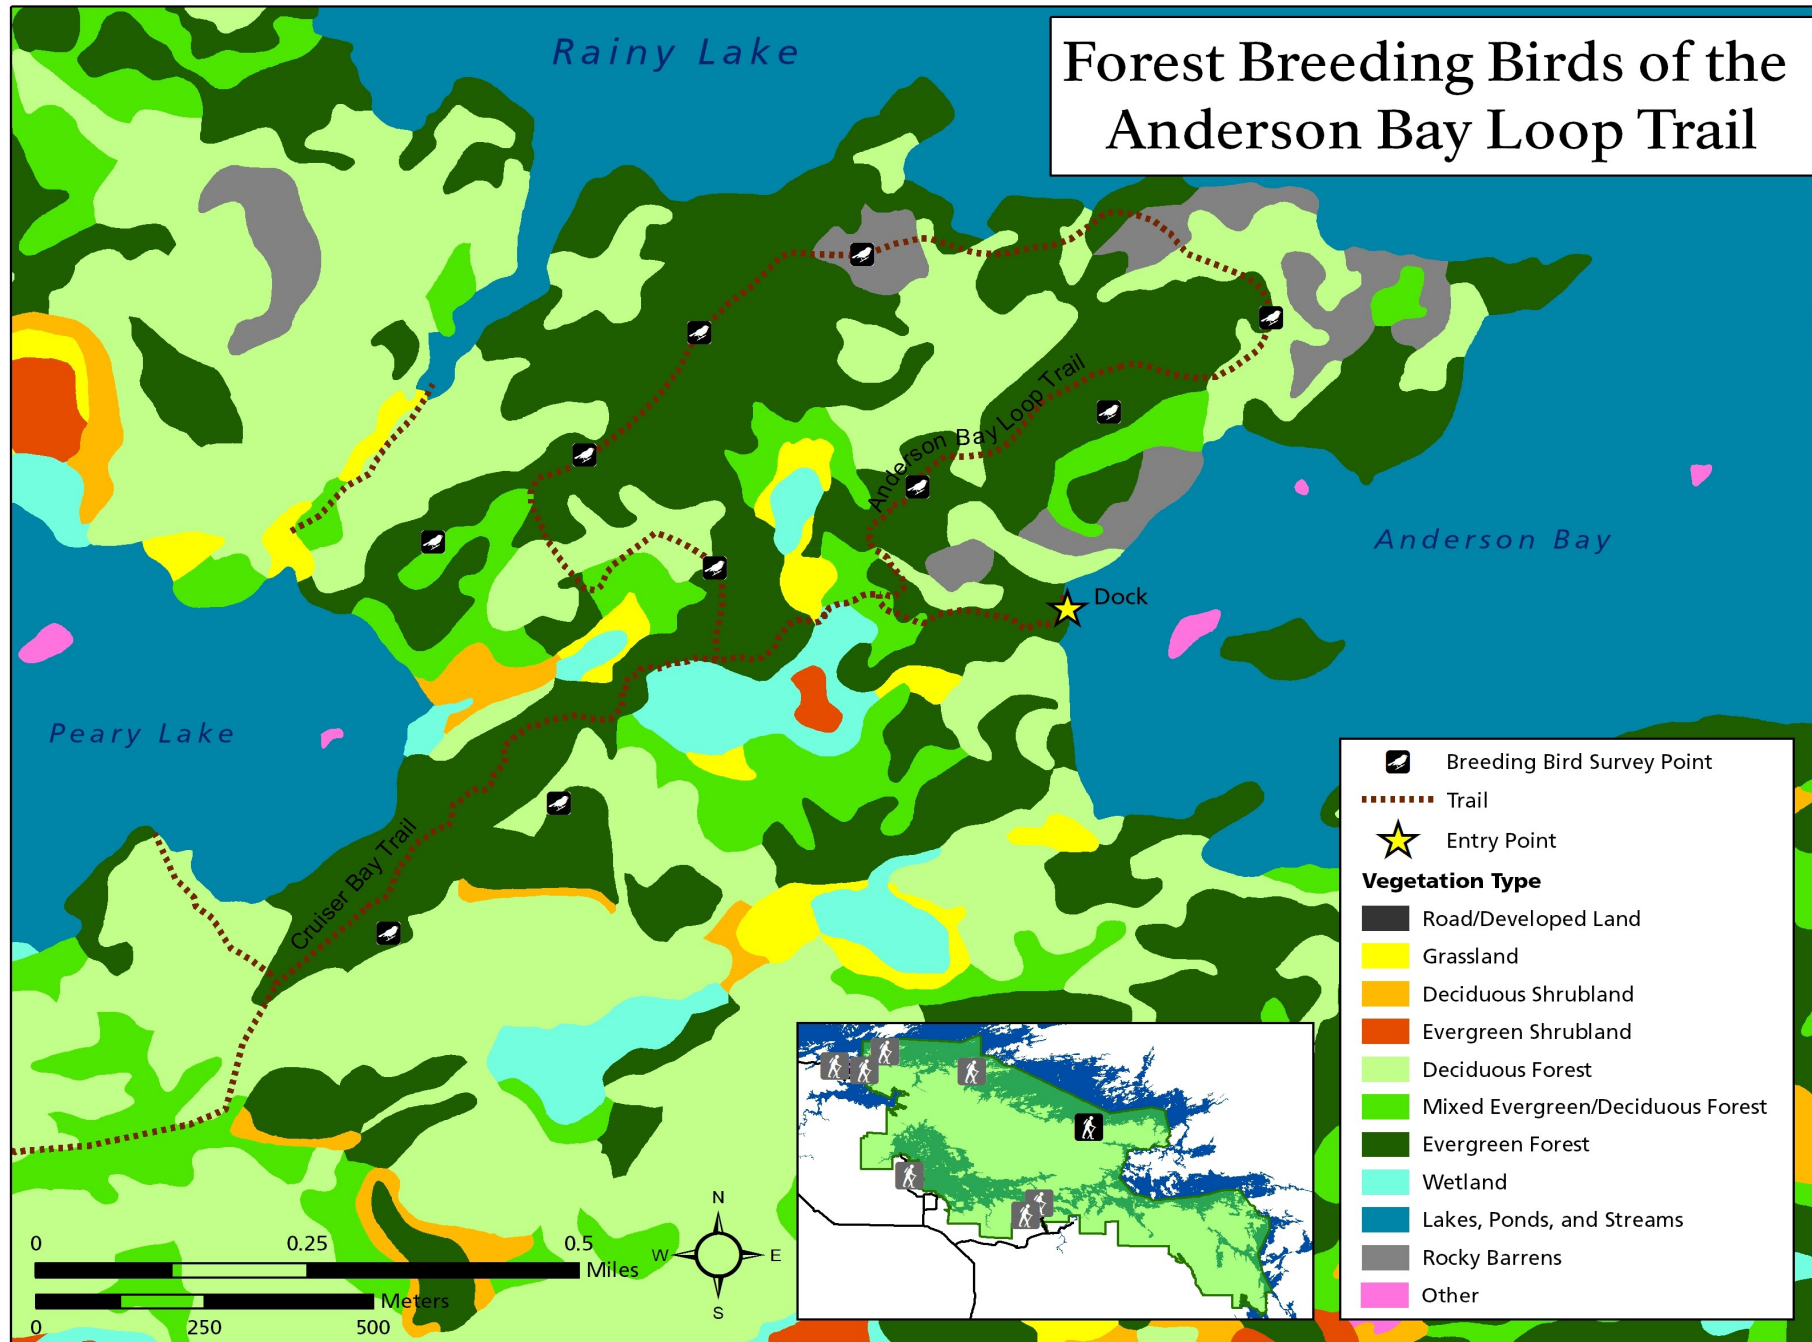 Forest Breeding Birds of the
Anderson Bay Loop Trail
Rainy Lake
Anderson Bay Loop Trail
Anderson Bay
Dock
Peary Lake
Cruiser Bay Trail
Breeding Bird Survey Point
Trail
Entry Point
Vegetation Type
Road/Developed Land
Grassland
Deciduous Shrubland
Evergreen Shrubland
Deciduous Forest
Mixed Evergreen/Deciduous Forest
Evergreen Forest
Wetland
Lakes, Ponds, and Streams
Rocky Barrens
Other
0 0.25 0.5
Miles
Meters
0 250 500
N
W E
S